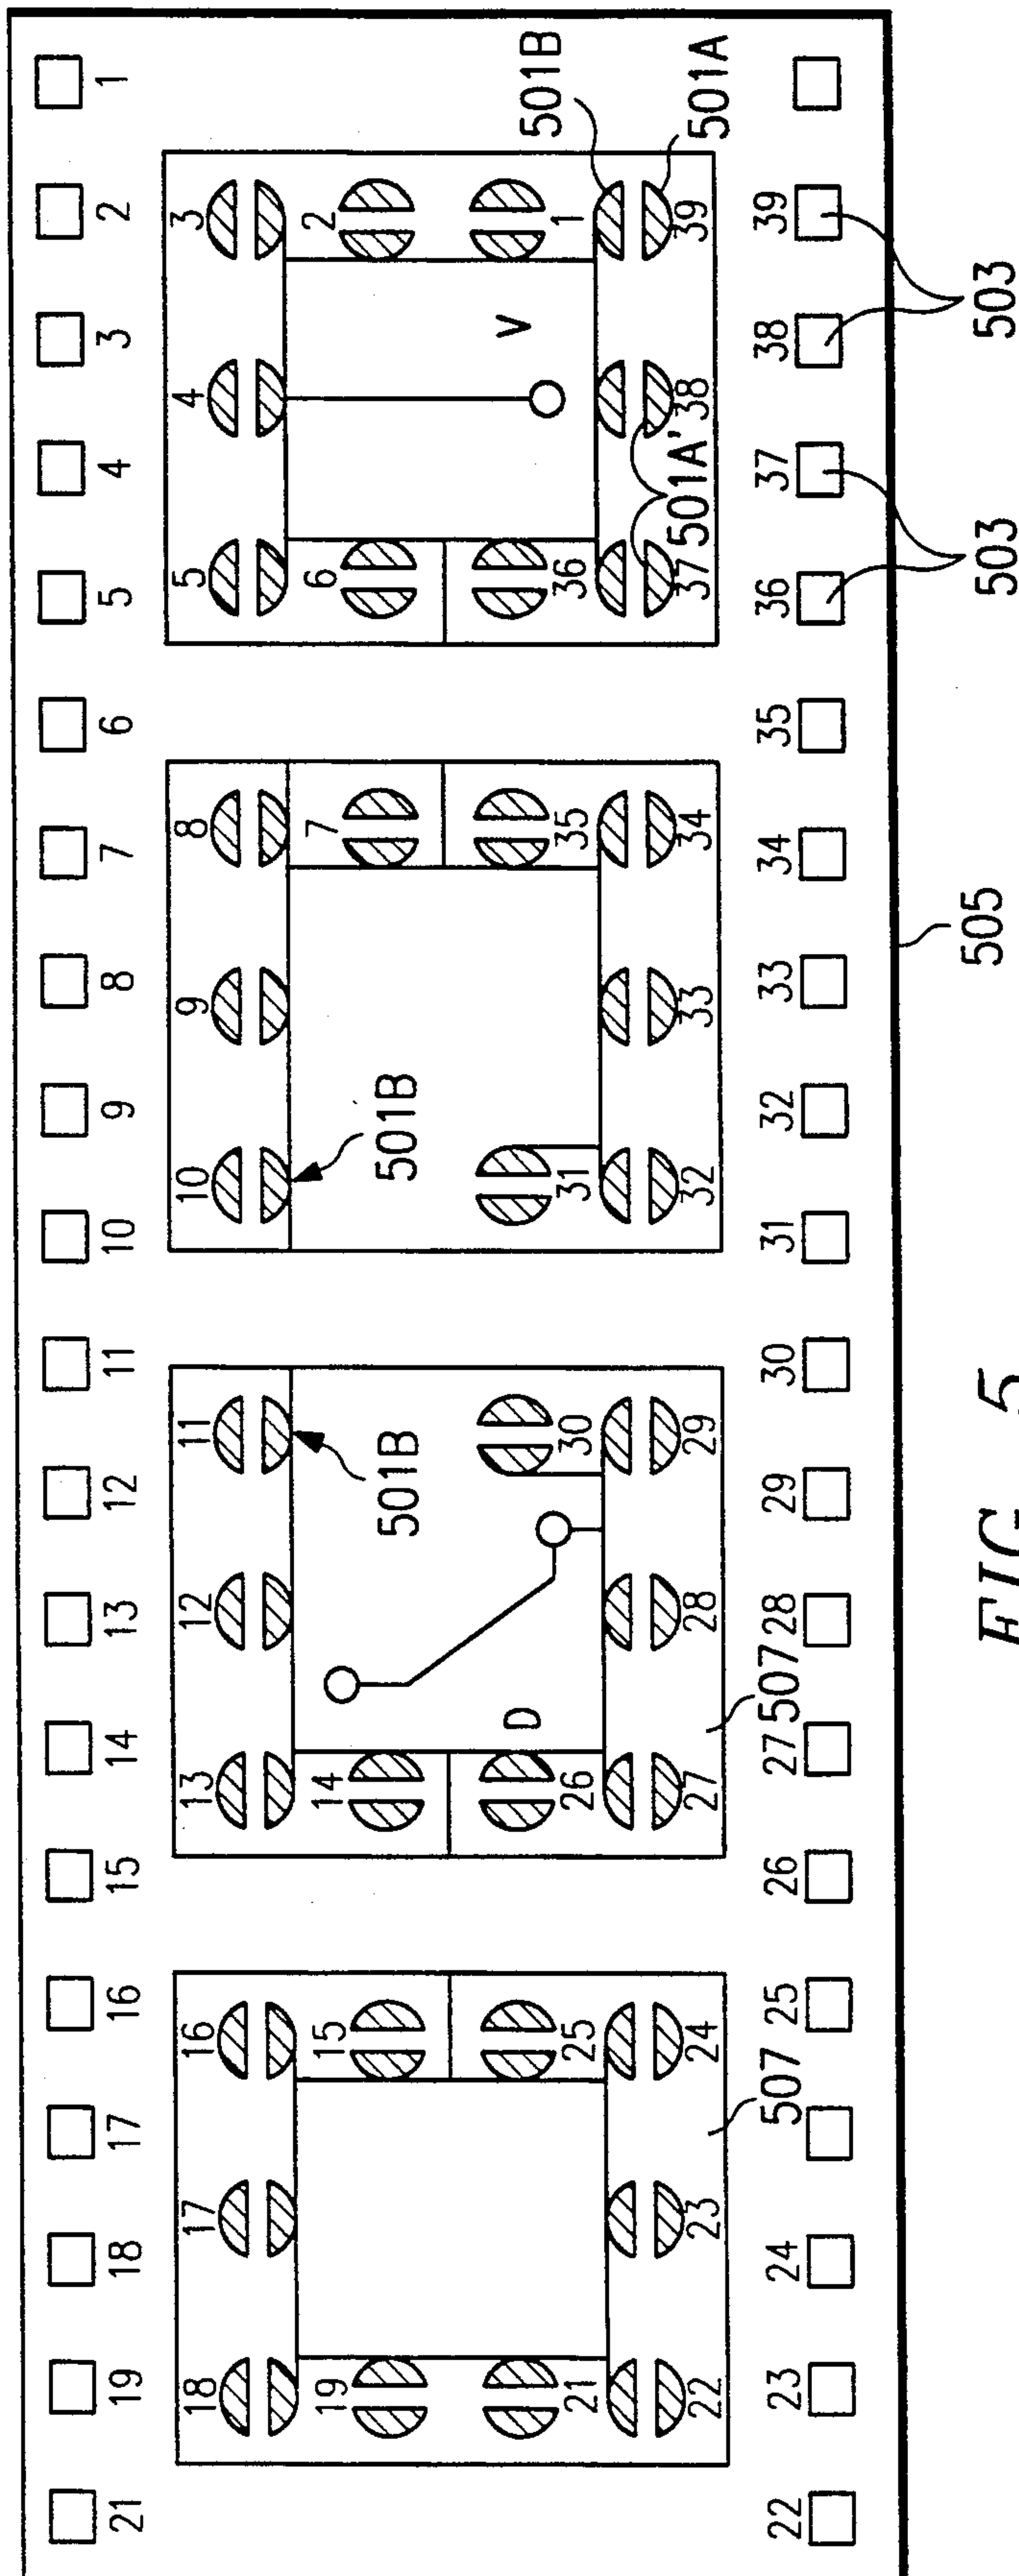 21 19 18 17 16 15 14 13 12 11 10 9 8 7 6 5 4 3 2 1
18 17 16 13 12 11 10 9 8 5 4 3
19 15 14 7 6 2
501B 501B
D V
501B
21 25 26 30 31 35 36 1
22 23 24 27 28 29 32 33 34 37 501A' 38 39 501A
507 507
22 23 24 25 26 27 28 29 30 31 32 33 34 35 36 37 38 39
505 503 503
FIG. 5